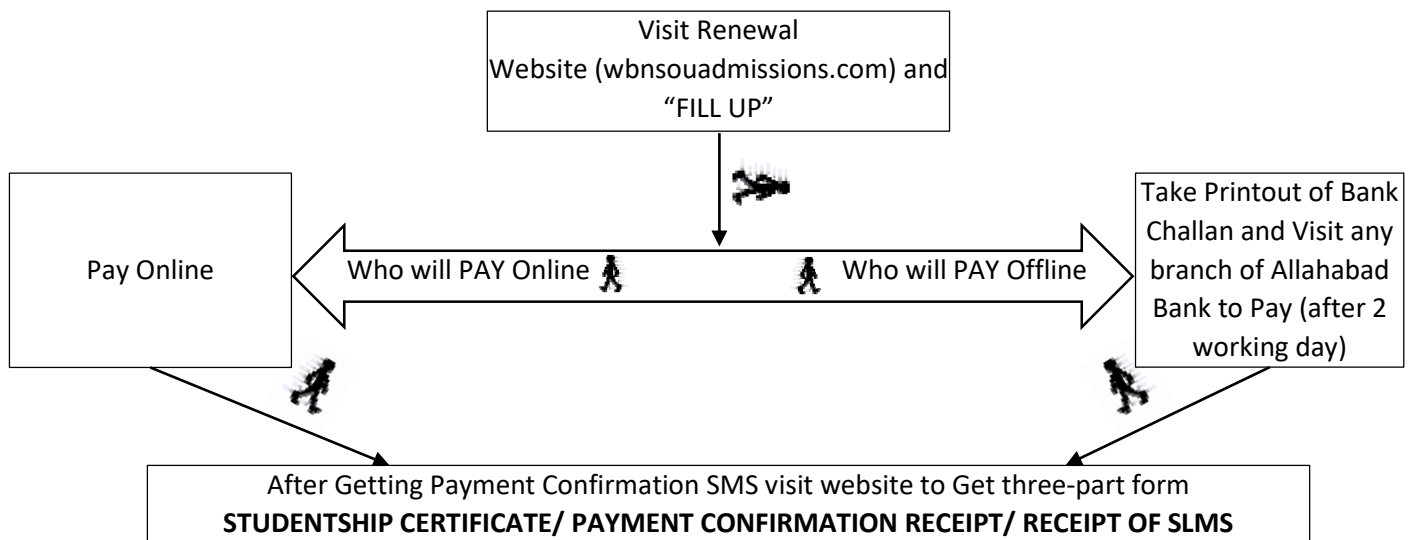 Visit Renewal
Website (wbnsouadmissions.com) and
“FILL UP”
Pay Online
Who will PAY Online
Who will PAY Offline
Take Printout of Bank
Challan and Visit any
branch of Allahabad
Bank to Pay (after 2
working day)
After Getting Payment Confirmation SMS visit website to Get three-part form
STUDENTSHIP CERTIFICATE/ PAYMENT CONFIRMATION RECEIPT/ RECEIPT OF SLMS